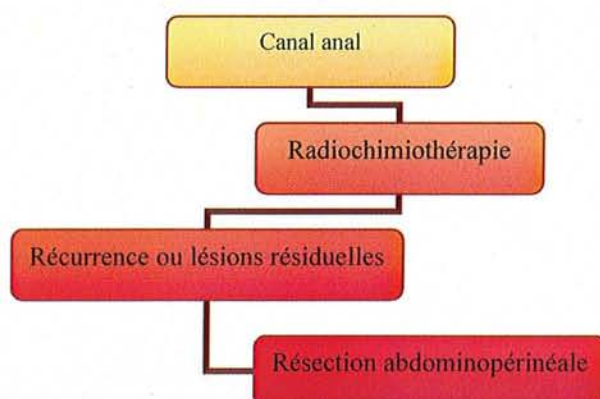 Canal anal
Radiochimiothérapie
Récurrence ou lésions résiduelles
Résection abdominopérinéale